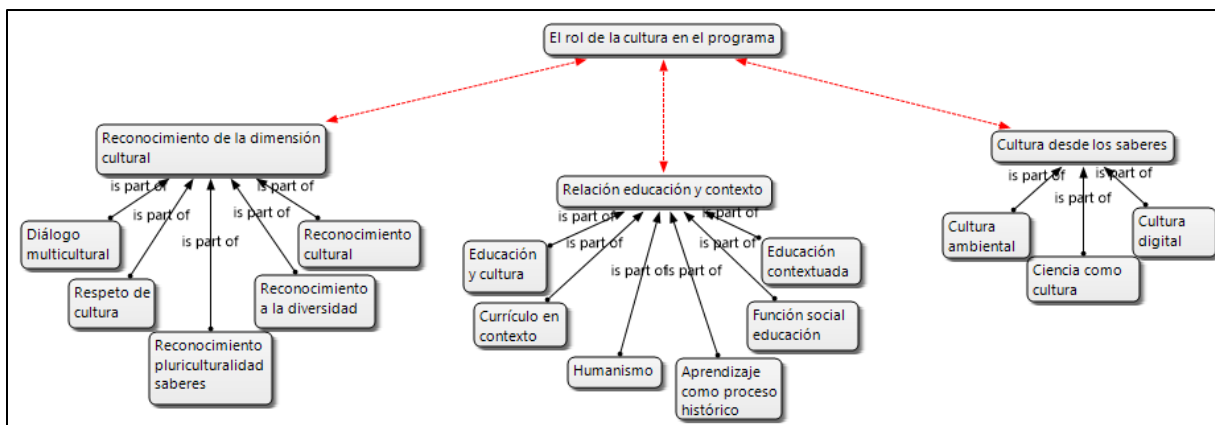 El rol de la cultura en el programa
Reconocimiento de la dimensión
cultural
Cultura desde los saberes
Relación educación y contexto
is part of
is part of
is part of
is part of
is part of
is part of
is part of
is part of
is part of
is part of
is part of
is part of
is part of
is part of
Diálogo
multicultural
Respeto de
cultura
Reconocimiento
pluriculturalidad
saberes
Reconocimiento
a la diversidad
Reconocimiento
cultural
Educación
y cultura
Currículo en
contexto
Humanismo
Aprendizaje
como proceso
histórico
Función social
educación
Educación
contextuada
Cultura
ambiental
Ciencia como
cultura
Cultura
digital